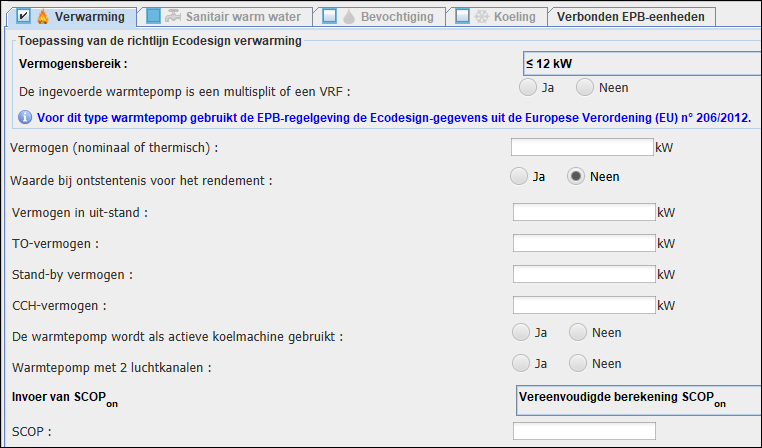 Verwarming Sanitair warm water Bevochtiging Koeling Verbonden EPB-eenheden
Toepassing van de richtlijn Ecodesign verwarming
Vermogensbereik : ≤ 12 kW
De ingevoerde warmtepomp is een multisplit of een VRF : Ja Neen
Voor dit type warmtepomp gebruikt de EPB-regelgeving de Ecodesign-gegevens uit de Europese Verordening (EU) n° 206/2012.
Vermogen (nominaal of thermisch) : kW
Waarde bij ontstentenis voor het rendement : Ja Neen
Vermogen in uit-stand : kW
TO-vermogen : kW
Stand-by vermogen : kW
CCH-vermogen : kW
De warmtepomp wordt als actieve koelmachine gebruikt : Ja Neen
Warmtepomp met 2 luchtkanalen : Ja Neen
Invoer van SCOPon Vereenvoudigde berekening SCOPon
SCOP :